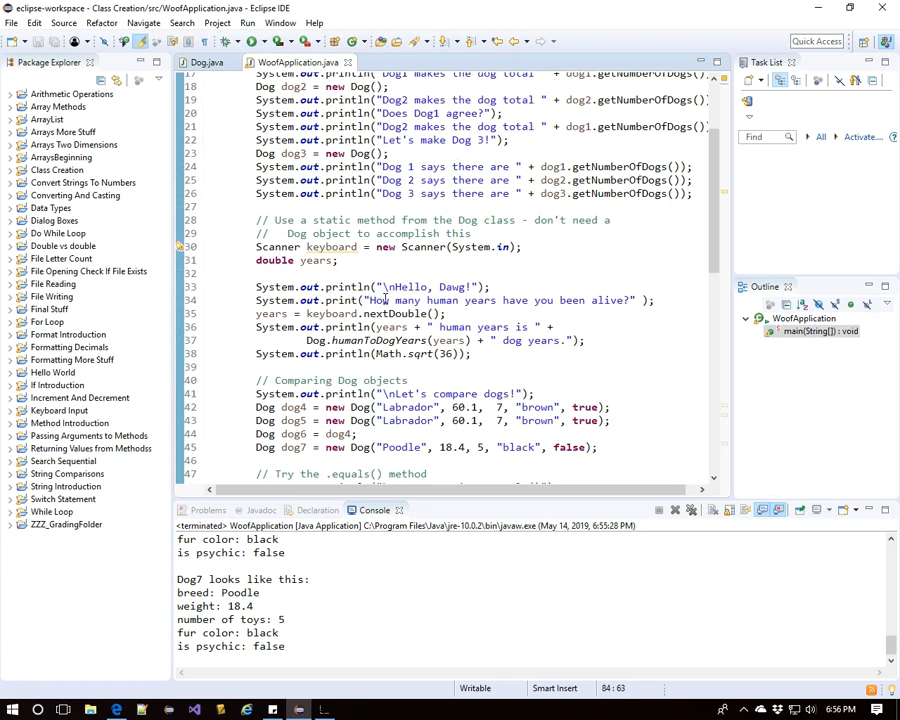 eclipse-workspace - Class Creation/src/WoofApplication.java - Eclipse IDE
File Edit Source Refactor Navigate Search Project Run Window Help
Quick Access
Package Explorer
Arithmetic Operations
Array Methods
ArrayList
Arrays More Stuff
Arrays Two Dimensions
ArraysBeginning
Class Creation
Convert Strings To Numbers
Converting And Casting
Data Types
Dialog Boxes
Do While Loop
Double vs double
File Letter Count
File Opening Check If File Exists
File Reading
File Writing
Final Stuff
For Loop
Format Introduction
Formatting Decimals
Formatting More Stuff
Hello World
If Introduction
Increment And Decrement
Keyboard Input
Method Introduction
Passing Arguments to Methods
Returning Values from Methodss
Search Sequential
String Comparisons
String Introduction
Switch Statement
While Loop
ZZZ_GradingFolder
Dog.java WoofApplication.java
17 System.out.println("Dog1 makes the dog total " + dog1.getNumberOfDogs()
18 Dog dog2 = new Dog();
19 System.out.println("Dog2 makes the dog total " + dog2.getNumberOfDogs()
20 System.out.println("Does Dog1 agree?");
21 System.out.println("Dog2 makes the dog total " + dog1.getNumberOfDogs()
22 System.out.println("Let's make Dog 3!");
23 Dog dog3 = new Dog();
24 System.out.println("Dog 1 says there are " + dog1.getNumberOfDogs());
25 System.out.println("Dog 2 says there are " + dog2.getNumberOfDogs());
26 System.out.println("Dog 3 says there are " + dog3.getNumberOfDogs());
27
28 // Use a static method from the Dog class - don't need a
29 //   Dog object to accomplish this
30 Scanner keyboard = new Scanner(System.in);
31 double years;
32
33 System.out.println("\nHello, Dawg!");
34 System.out.print("How many human years have you been alive?" );
35 years = keyboard.nextDouble();
36 System.out.println(years + " human years is " +
37 Dog.humanToDogYears(years) + " dog years.");
38 System.out.println(Math.sqrt(36));
39
40 // Comparing Dog objects
41 System.out.println("\nLet's compare dogs!");
42 Dog dog4 = new Dog("Labrador", 60.1, 7, "brown", true);
43 Dog dog5 = new Dog("Labrador", 60.1, 7, "brown", true);
44 Dog dog6 = dog4;
45 Dog dog7 = new Dog("Poodle", 18.4, 5, "black", false);
46
47 // Try the .equals() method
Task List
Find All Activate...
Outline
WoofApplication
main(String[]) : void
Problems Javadoc Declaration Console
<terminated> WoofApplication [Java Application] C:\Program Files\Java\jre-10.0.2\bin\javaw.exe (May 14, 2019, 6:55:28 PM)
fur color: black
is psychic: false

Dog7 looks like this:
breed: Poodle
weight: 18.4
number of toys: 5
fur color: black
is psychic: false
Writable Smart Insert 84 : 63
6:56 PM